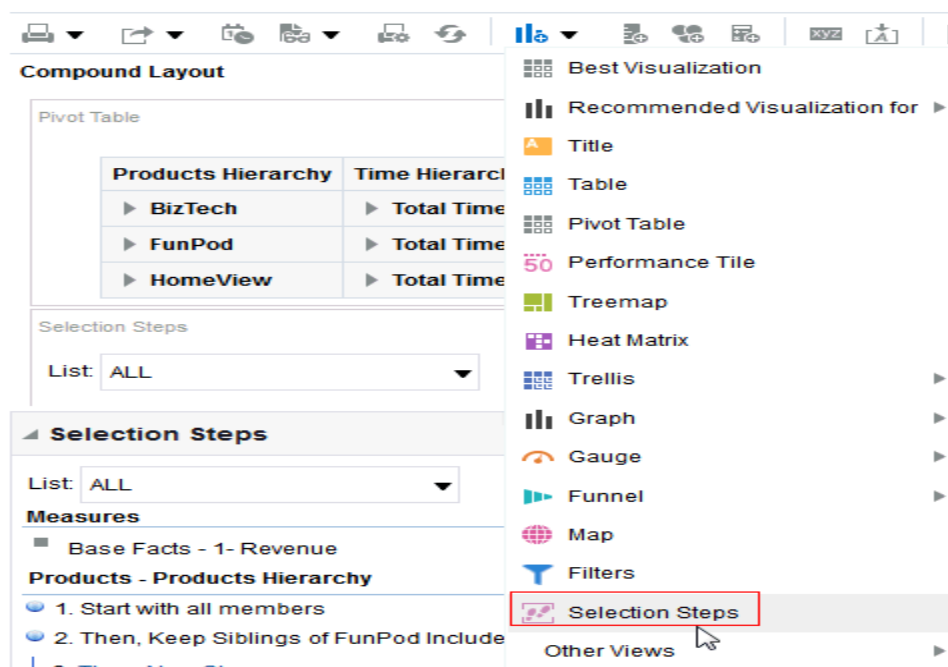 xyz
Compound Layout
Pivot Table
Products Hierarchy
BizTech
Total Time
FunPod
Total Time
HomeView
Total Time
Selection Steps
List: ALL
Selection Steps
List: ALL
Measures
Base Facts - 1- Revenue
Products - Products Hierarchy
1. Start with all members
2. Then, Keep Siblings of FunPod Include
Best Visualization
Recommended Visualization for
A Title
Table
Pivot Table
50 Performance Tile
Treemap
Heat Matrix
Trellis
Graph
Gauge
Funnel
Map
Filters
Selection Steps
Other Views